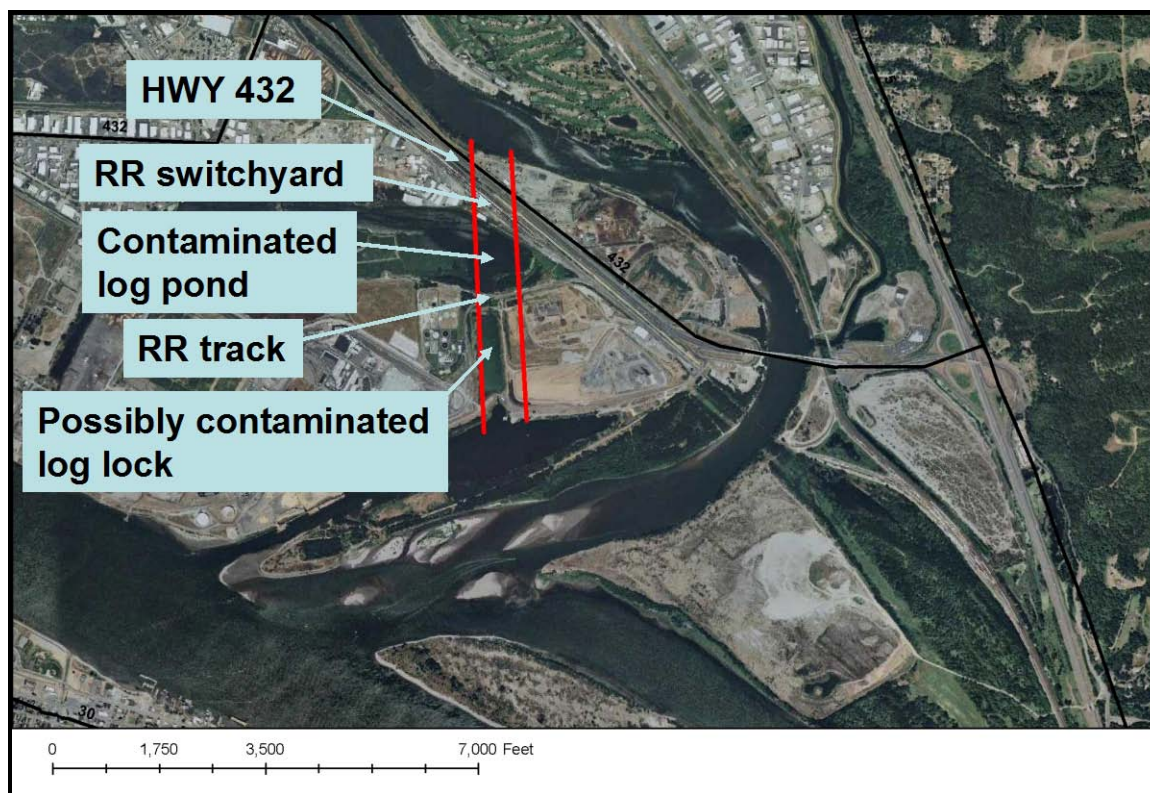 HWY 432
432
RR switchyard
Contaminated
log pond
432
RR track
Possibly contaminated
log lock
30
0 1,750 3,500 7,000 Feet